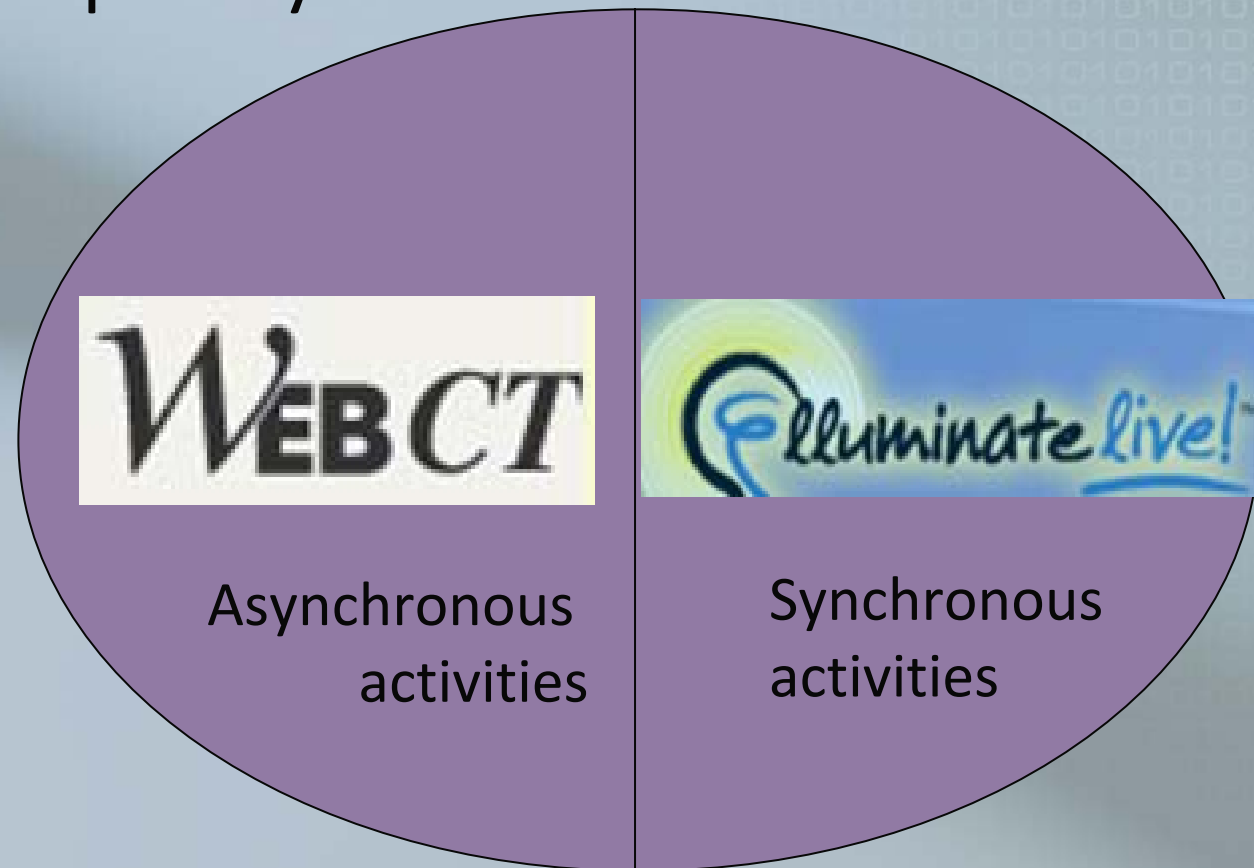 WEBCT
Elluminate live!
Asynchronous
activities
Synchronous
activities